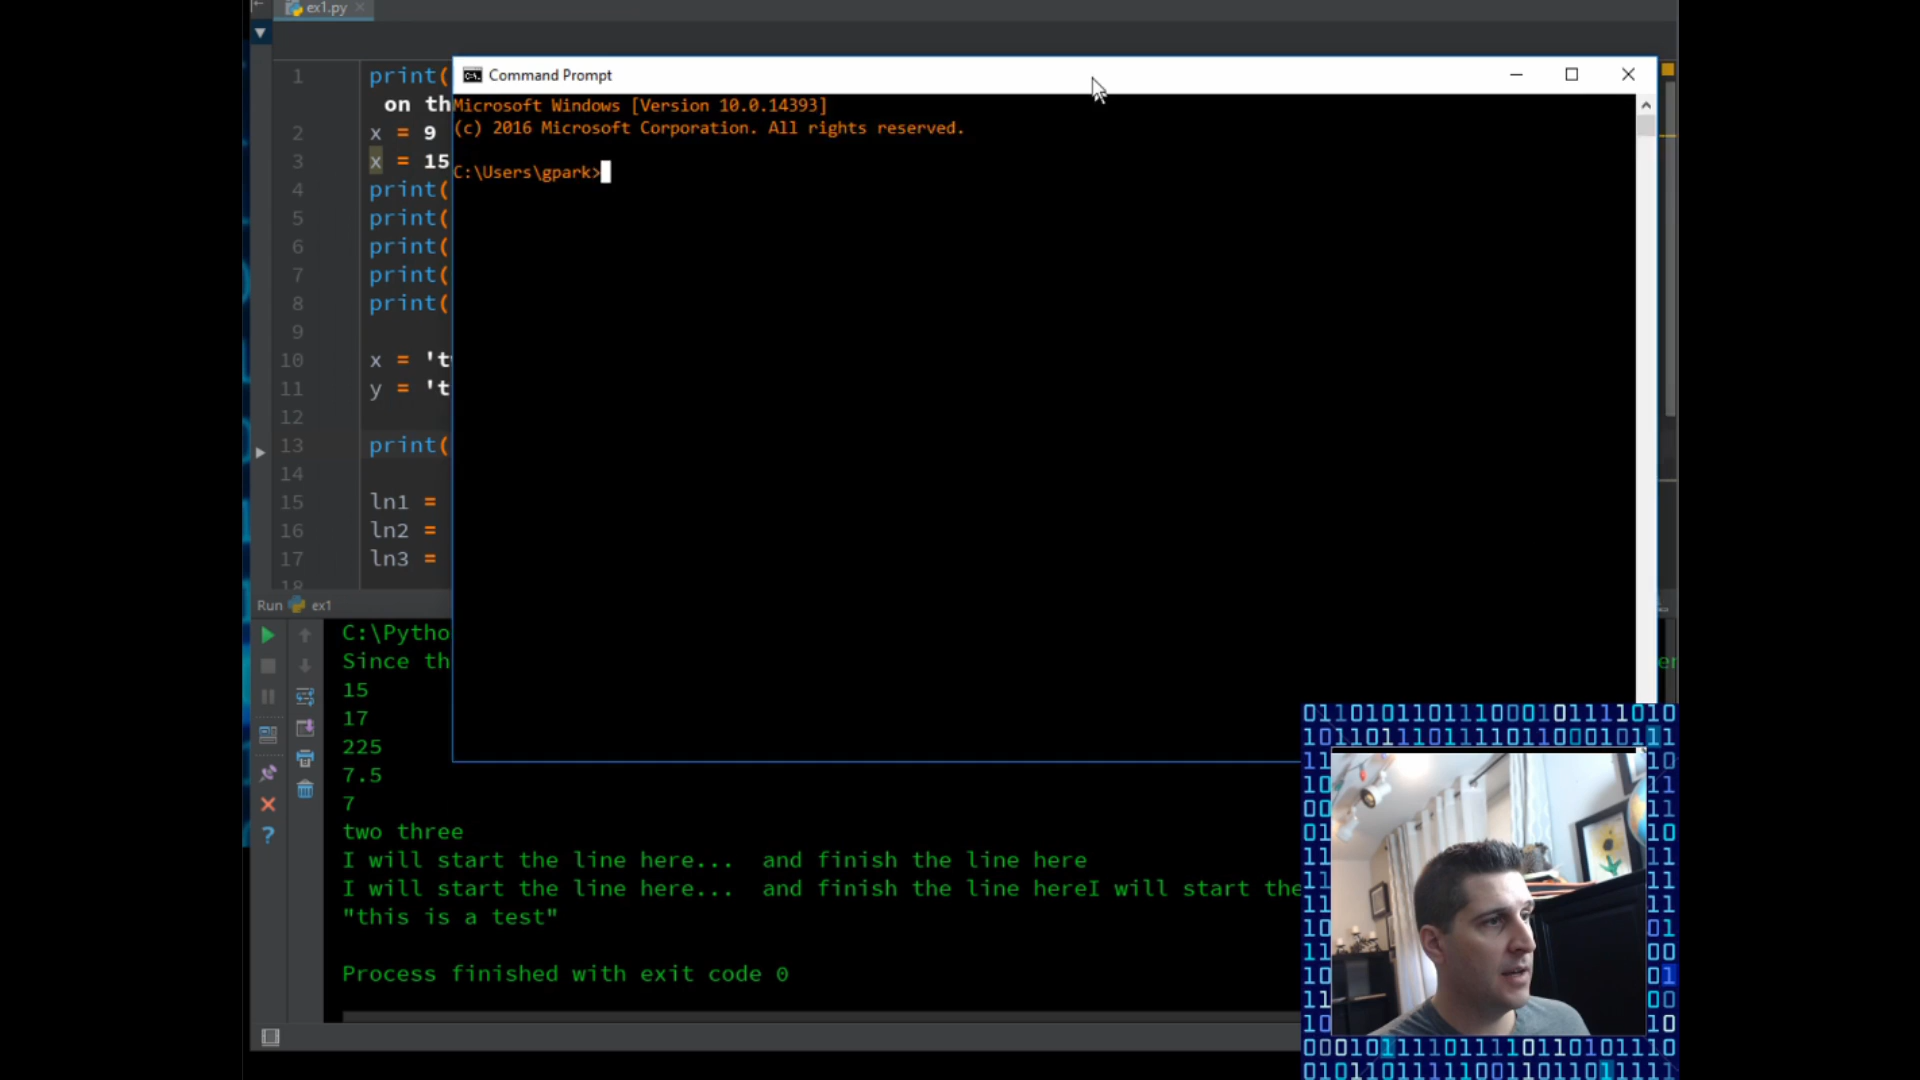 ex1.py
1 print(
on th
2 x = 9
3 x = 15
4 print(
5 print(
6 print(
7 print(
8 print(
9
10 x = 't
11 y = 't
12
13 print(
14
15 ln1 =
16 ln2 =
17 ln3 =
18
Command Prompt
Microsoft Windows [Version 10.0.14393]
(c) 2016 Microsoft Corporation. All rights reserved.
C:\Users\gpark>
Run ex1
C:\Pytho
Since th
15
17
225
7.5
7
two three
I will start the line here...  and finish the line here
I will start the line here...  and finish the line hereI will start the
"this is a test"
Process finished with exit code 0